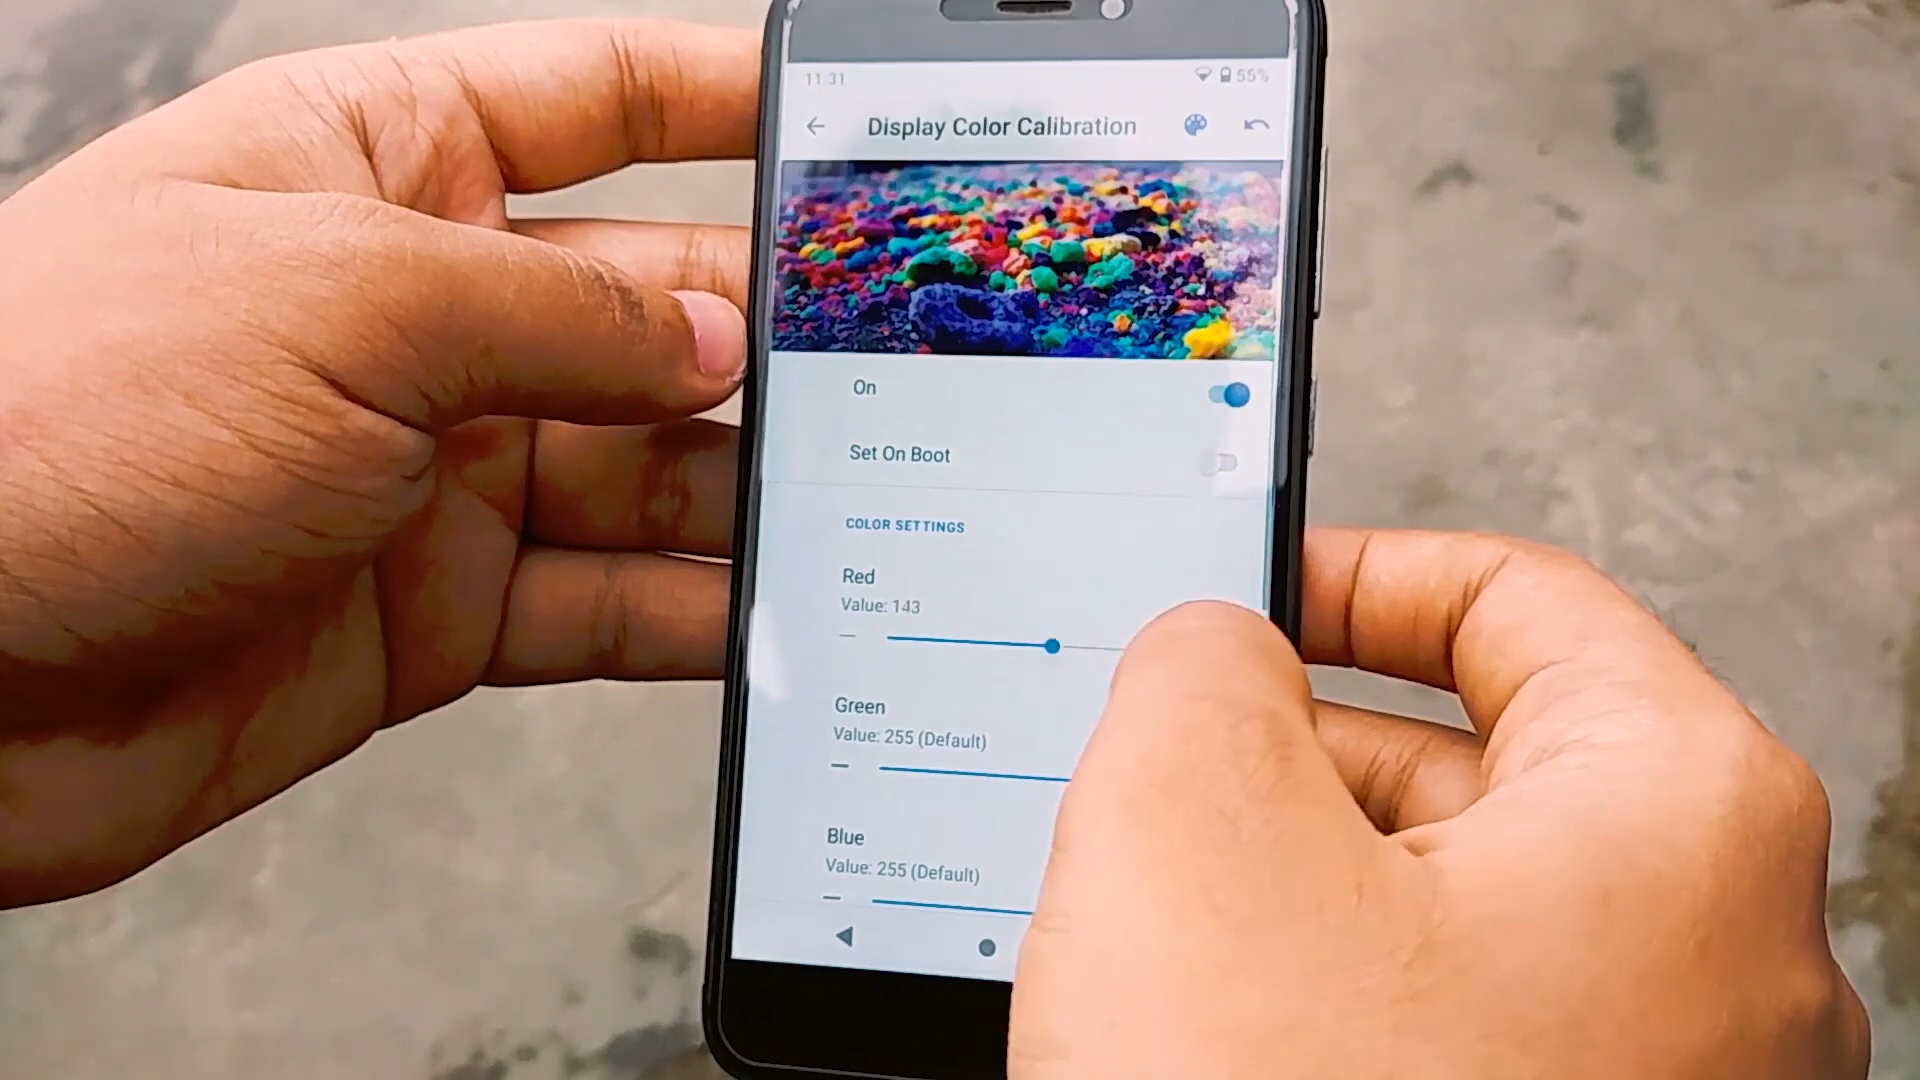 11:31
55%
Display Color Calibration
On
Set On Boot
COLOR SETTINGS
Red
Value: 143
Green
Value: 255 (Default)
Blue
Value: 255 (Default)